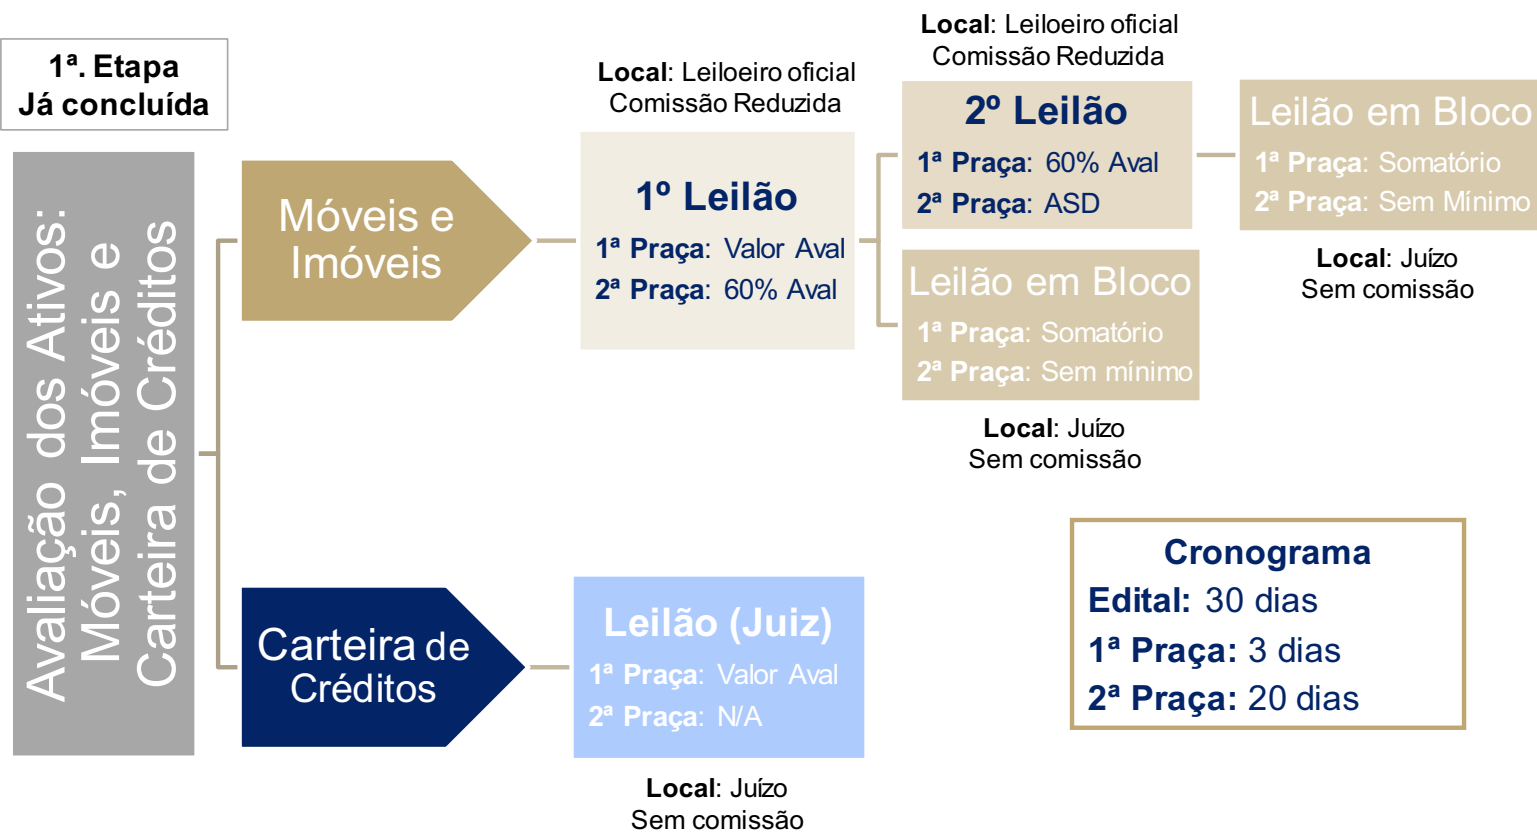 1ª. Etapa
Já concluída
Avaliação dos Ativos:
Móveis, Imóveis e
Carteira de Créditos
Móveis e
Imóveis
Local: Leiloeiro oficial
Comissão Reduzida
1º Leilão
1ª Praça: Valor Aval
2ª Praça: 60% Aval
Local: Leiloeiro oficial
Comissão Reduzida
2º Leilão
1ª Praça: 60% Aval
2ª Praça: ASD
Leilão em Bloco
1ª Praça: Somatório
2ª Praça: Sem Mínimo
Local: Juízo
Sem comissão
Leilão em Bloco
1ª Praça: Somatório
2ª Praça: Sem mínimo
Local: Juízo
Sem comissão
Carteira de
Créditos
Leilão (Juiz)
1ª Praça: Valor Aval
2ª Praça: N/A
Local: Juízo
Sem comissão
Cronograma
Edital: 30 dias
1ª Praça: 3 dias
2ª Praça: 20 dias